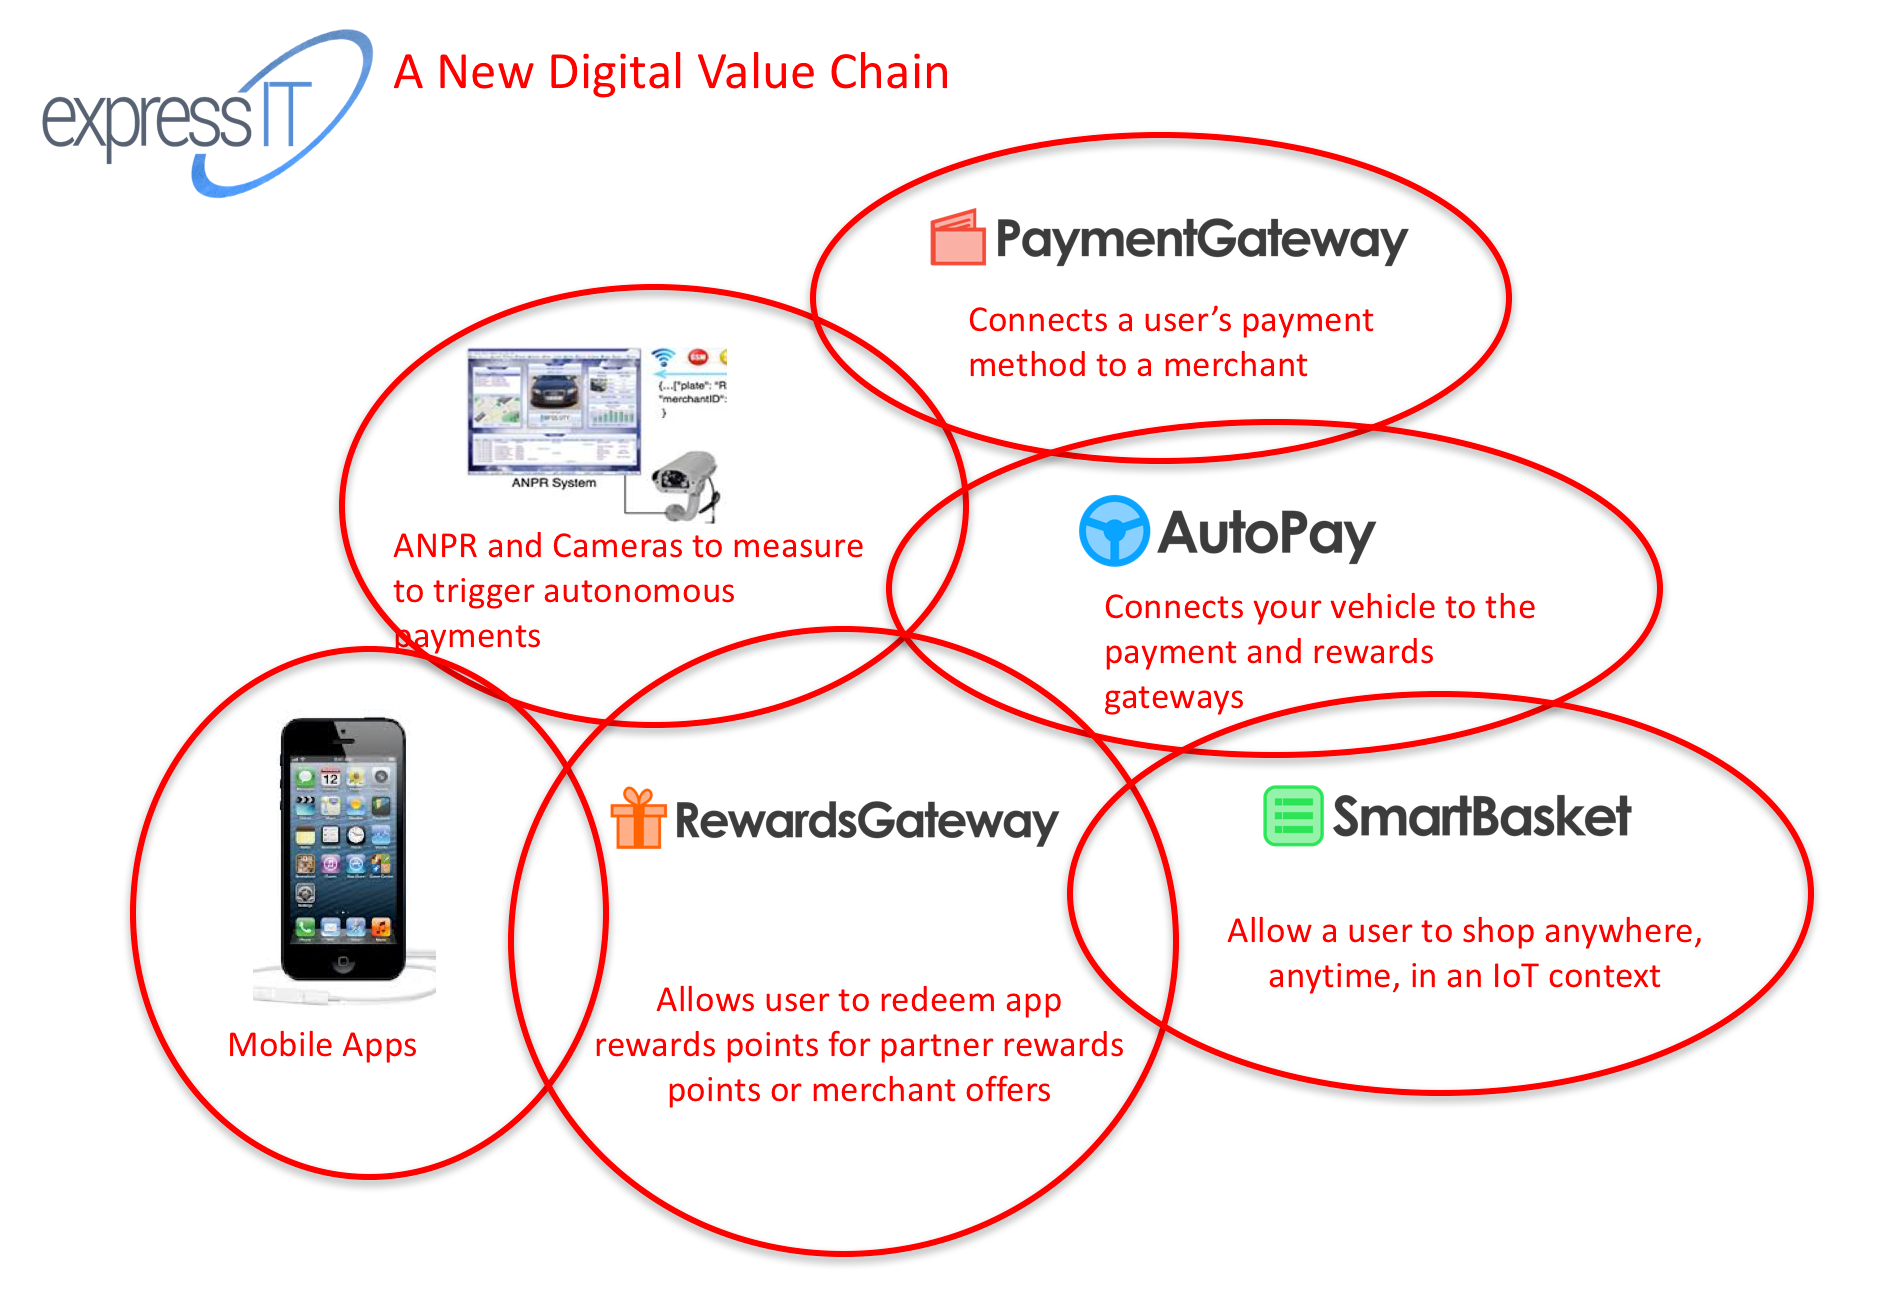 expressIT
A New Digital Value Chain
PaymentGateway
Connects a user’s payment
method to a merchant
GSM
{...["plate": "R
"merchantID":
}
ANPR System
ANPR and Cameras to measure
to trigger autonomous
payments
AutoPay
Connects your vehicle to the
payment and rewards
gateways
12
Mobile Apps
RewardsGateway
Allows user to redeem app
rewards points for partner rewards
points or merchant offers
SmartBasket
Allow a user to shop anywhere,
anytime, in an IoT context